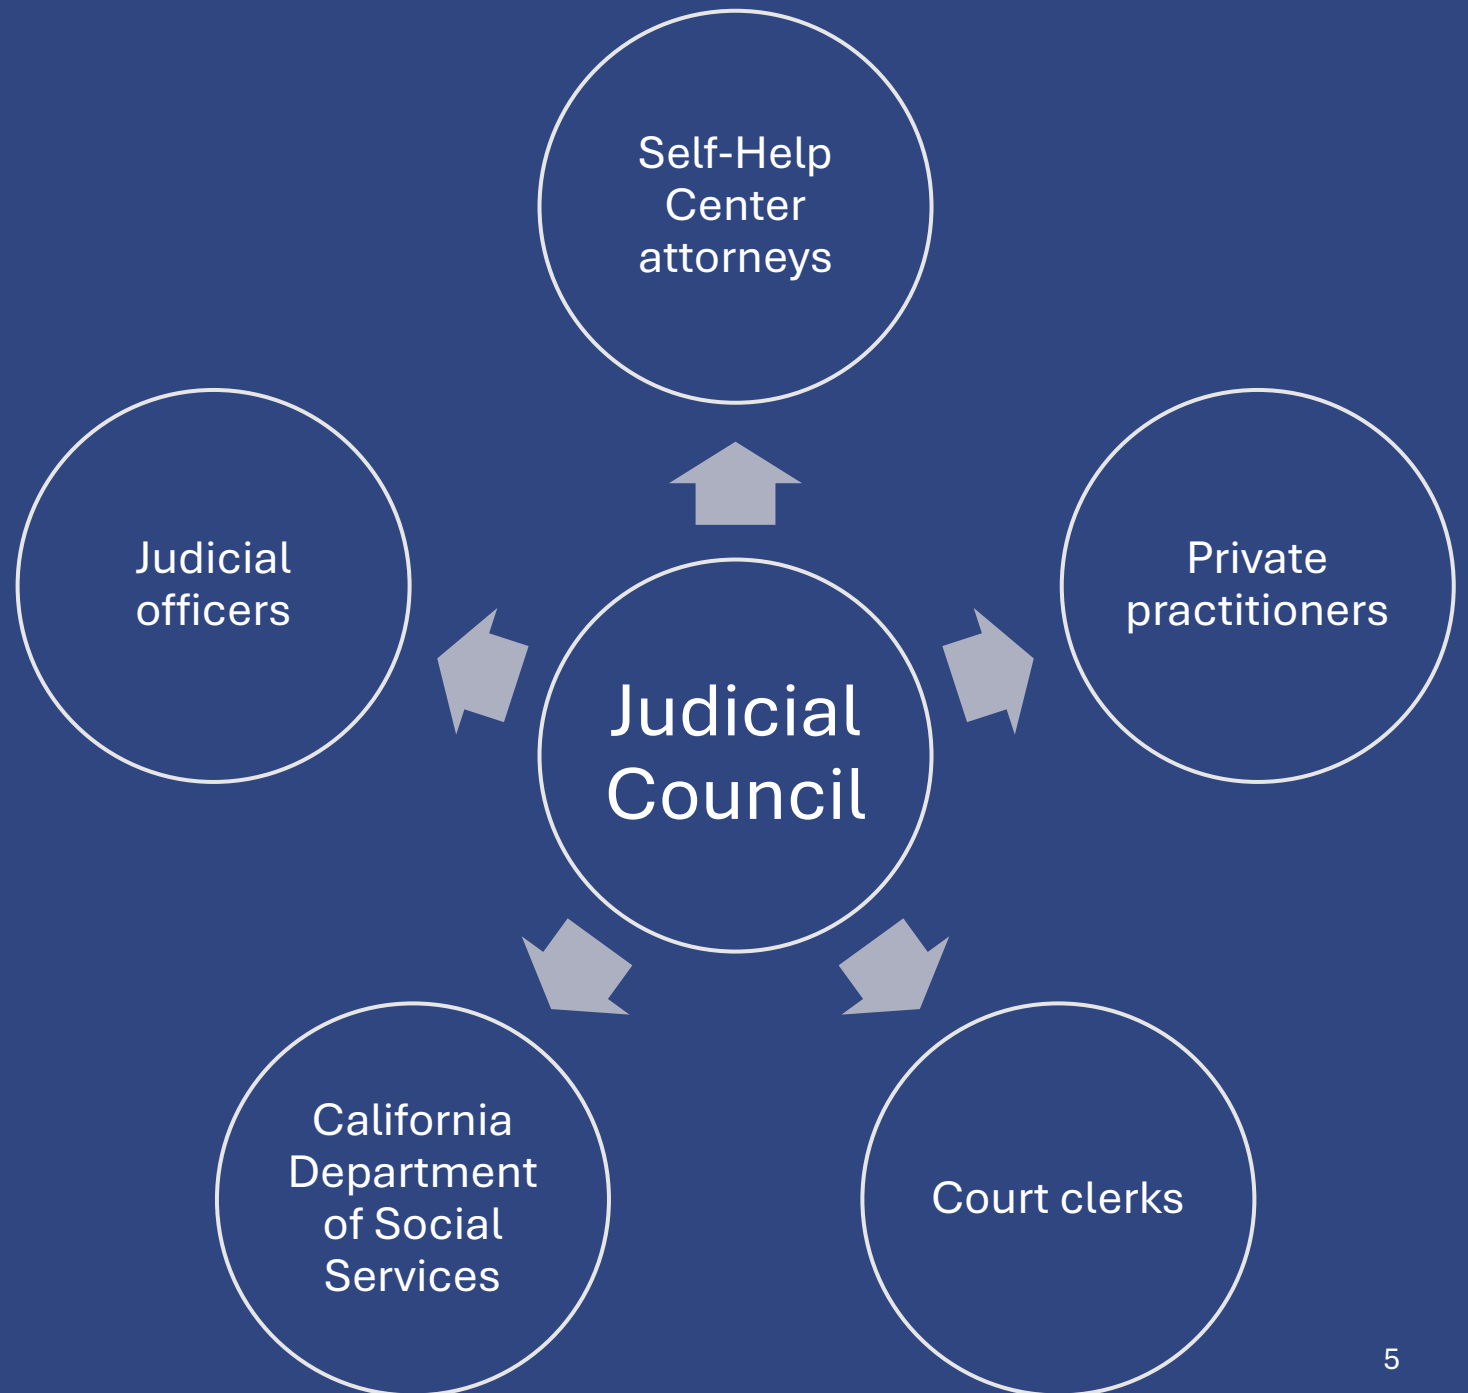 Self-Help
Center
attorneys
Judicial
officers
Private
practitioners
Judicial
Council
California
Department
of Social
Services
Court clerks
5